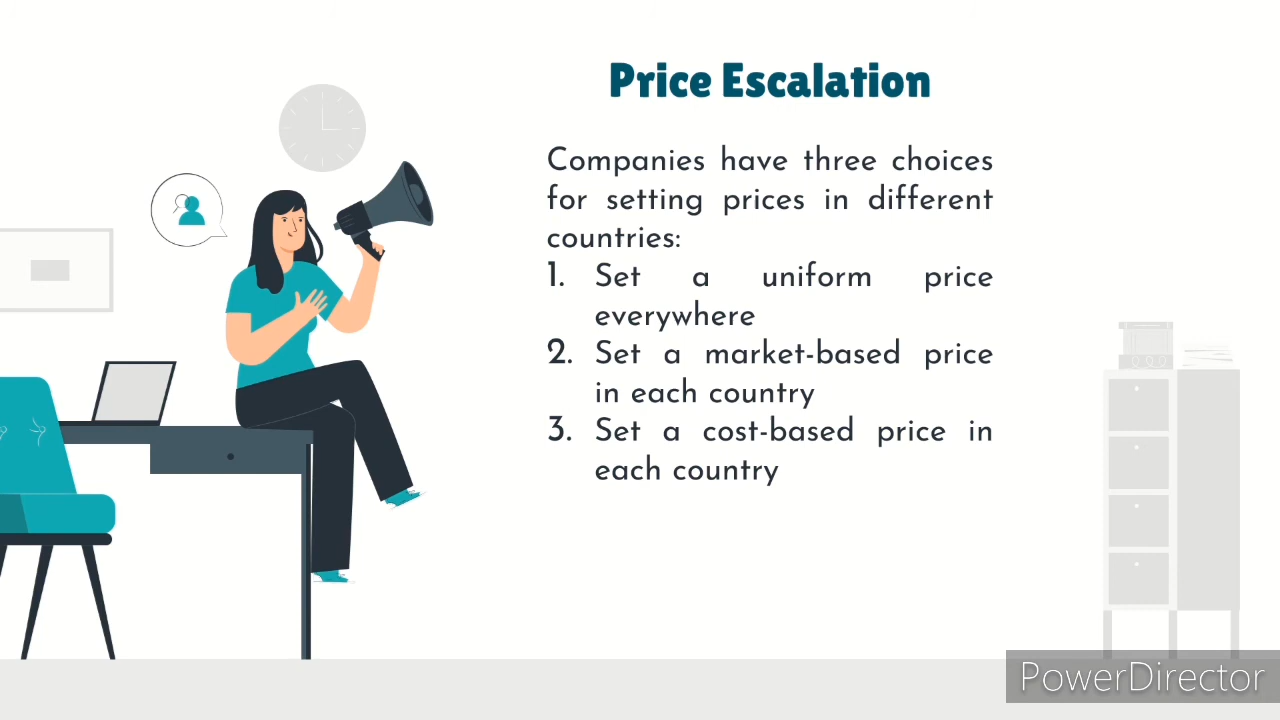 Price Escalation
Companies have three choices
for setting prices in different
countries:
1. Set a uniform price
everywhere
2. Set a market-based price
in each country
3. Set a cost-based price in
each country
PowerDirector